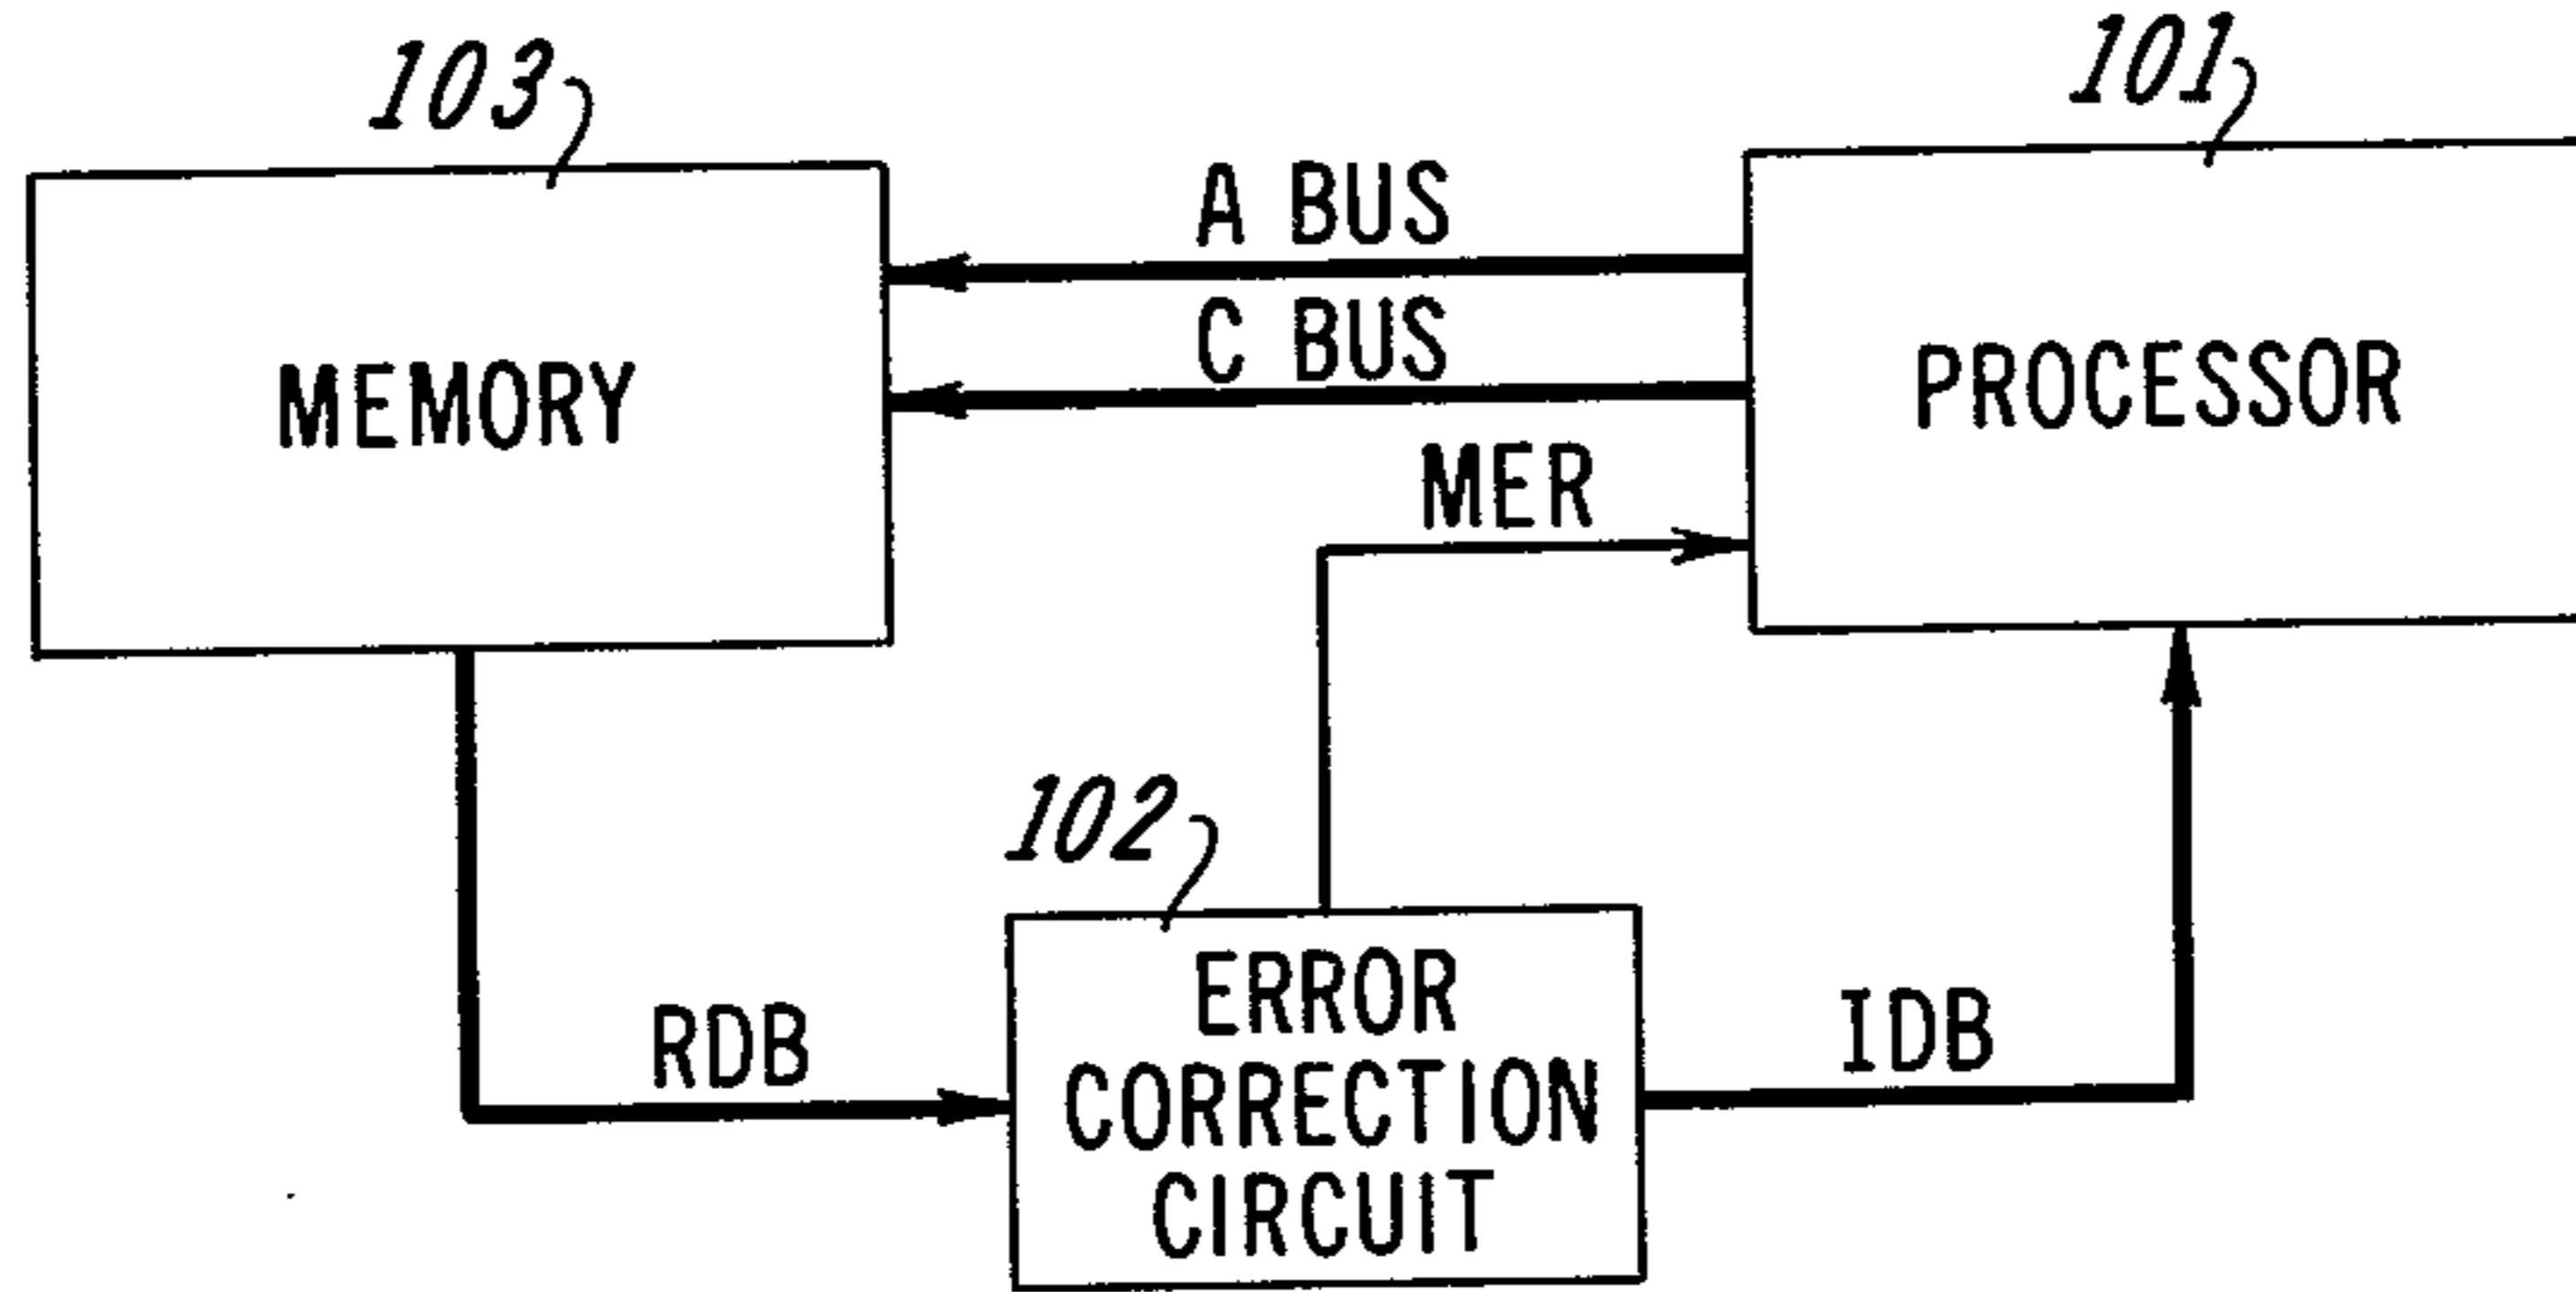 103
101
A BUS
C BUS
MEMORY
PROCESSOR
MER
102
ERROR
CORRECTION
CIRCUIT
RDB
IDB